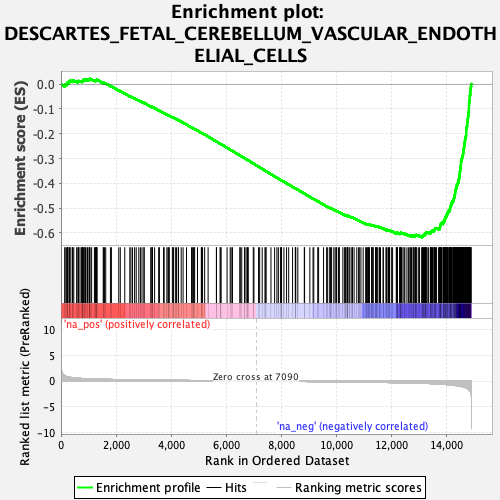 Enrichment plot:
DESCARTES_FETAL_CEREBELLUM_VASCULAR_ENDOTH
ELIAL_CELLS
Enrichment score (ES)
0.0
-0.1
-0.2
-0.3
-0.4
-0.5
-0.6
Ranked list metric (PreRanked)
'na_pos' (positively correlated)
10
5
0
-5
-10
Zero cross at 7090
'na_neg' (negatively correlated)
0
2,000
4,000
6,000
8,000
10,000
12,000
14,000
Rank in Ordered Dataset
Enrichment profile
Hits
Ranking metric scores